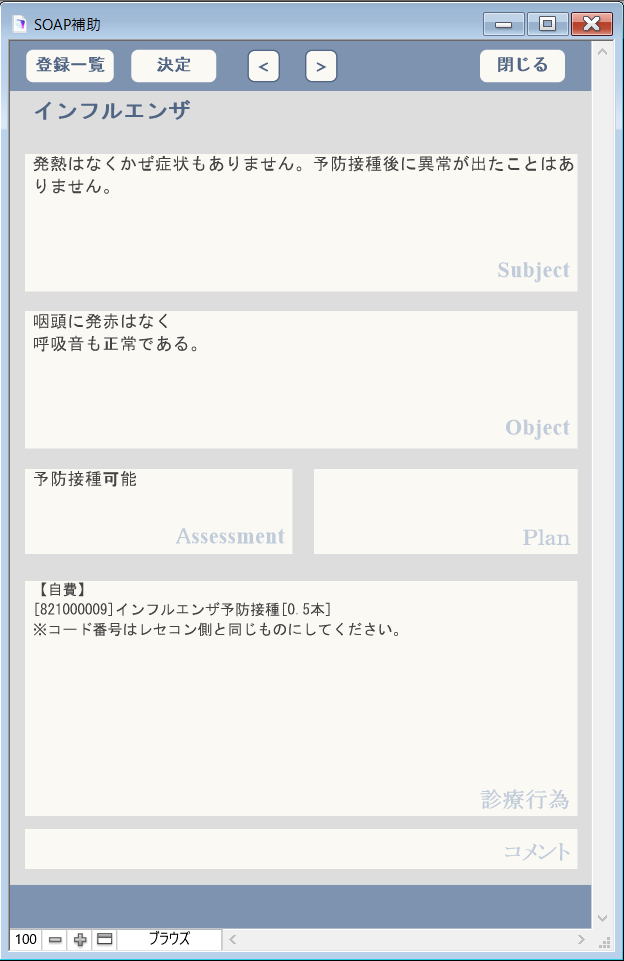 SOAP補助
登録一覧 決定 < > 閉じる
インフルエンザ
発熱はなくかぜ症状もありません。予防接種後に異常が出たことはあ
りません。
Subject
咽頭に発赤はなく
呼吸音も正常である。
Object
予防接種可能
Assessment
Plan
【自費】
[821000009]インフルエンザ予防接種[0.5本]
※コード番号はレセコン側と同じものにしてください。
診療行為
コメント
100 ブラウズ